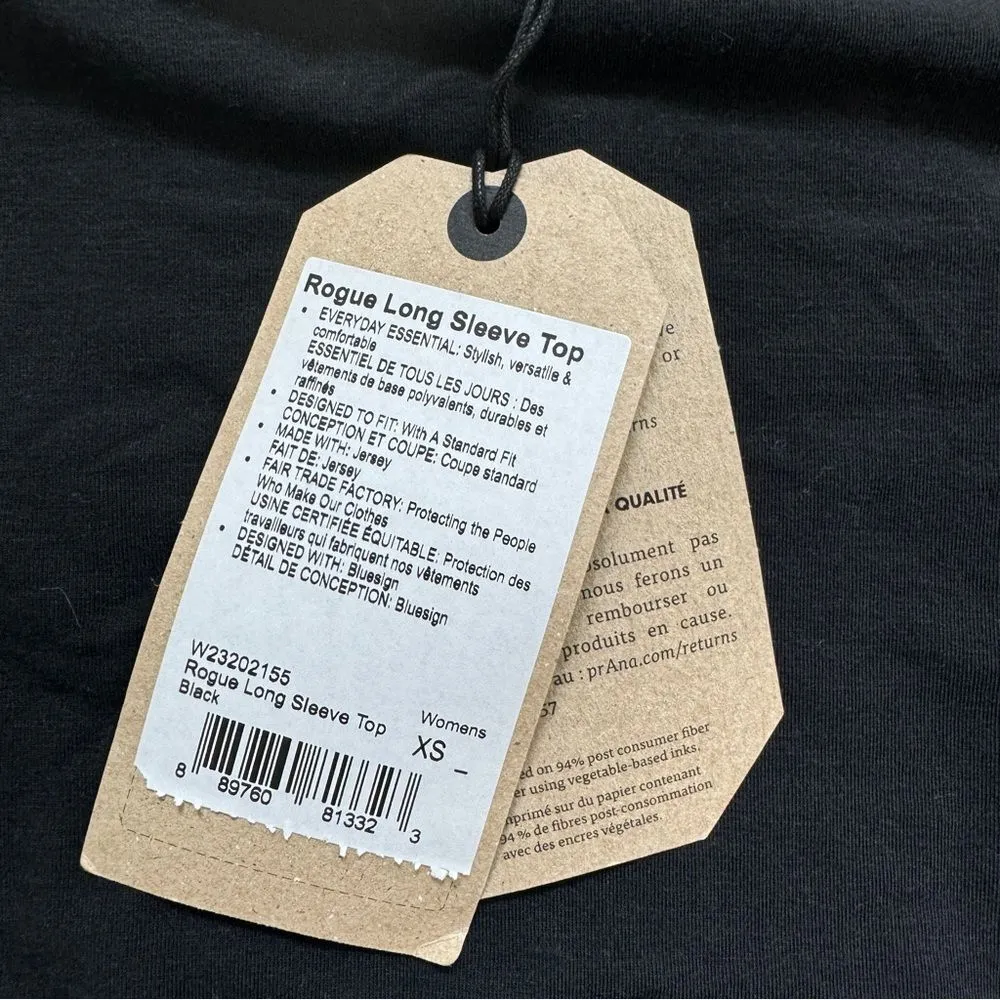 Rogue Long Sleeve Top
• EVERYDAY ESSENTIAL: Stylish, versatile &
comfortable
ESSENTIEL DE TOUS LES JOURS : Des
vêtements de base polyvalents, durables et
raffinés
• DESIGNED TO FIT: With A Standard Fit
CONCEPTION ET COUPE: Coupe standard
• MADE WITH: Jersey
FAIT DE: Jersey
• FAIR TRADE FACTORY: Protecting the People
Who Make Our Clothes
USINE CERTIFIÉE ÉQUITABLE: Protection des
travailleurs qui fabriquent nos vêtements
• DESIGNED WITH: Bluesign
DÉTAIL DE CONCEPTION: Bluesign
W23202155
Rogue Long Sleeve Top
Black
Womens
XS _
8 89760 81332 3
or
QUALITÉ
pas
nous ferons un
rembourser ou
produits en cause.
au : prAna.com/returns
67
on 94% post consumer fiber
using vegetable-based inks.
sur du papier contenant
94 % de fibres post-consommation
avec des encres végétales.